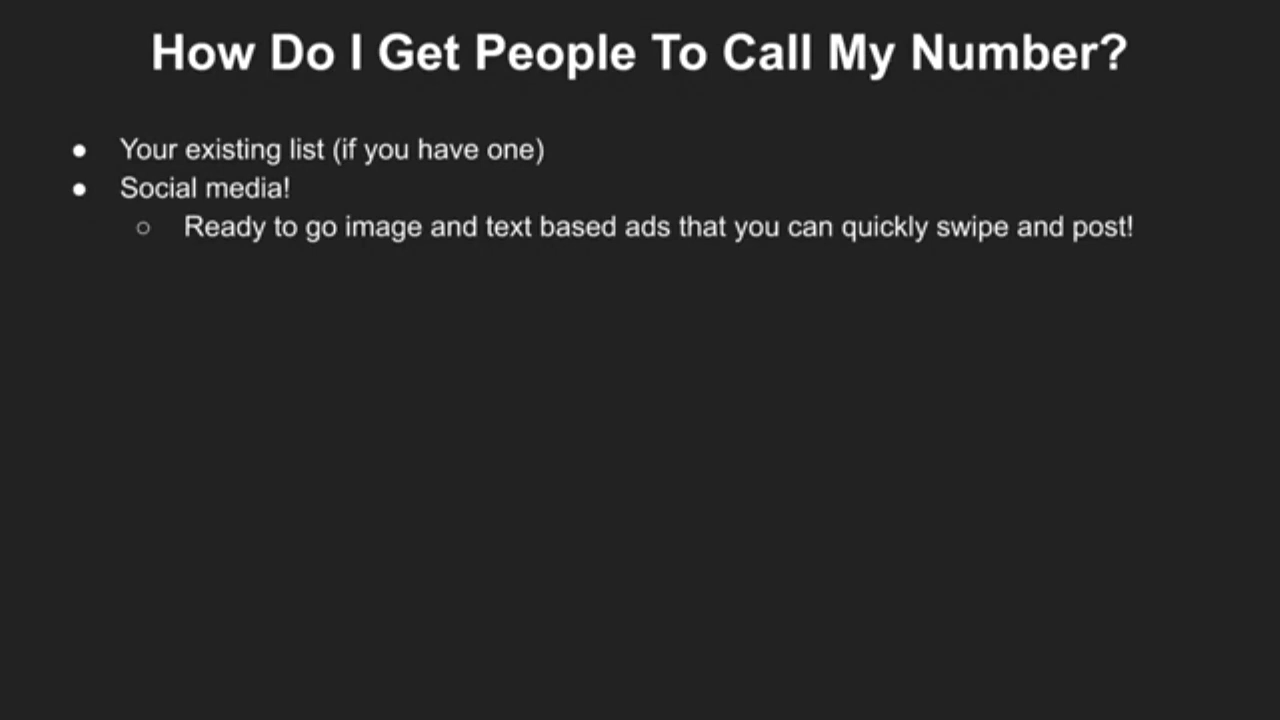 How Do I Get People To Call My Number?
● Your existing list (if you have one)
● Social media!
○ Ready to go image and text based ads that you can quickly swipe and post!